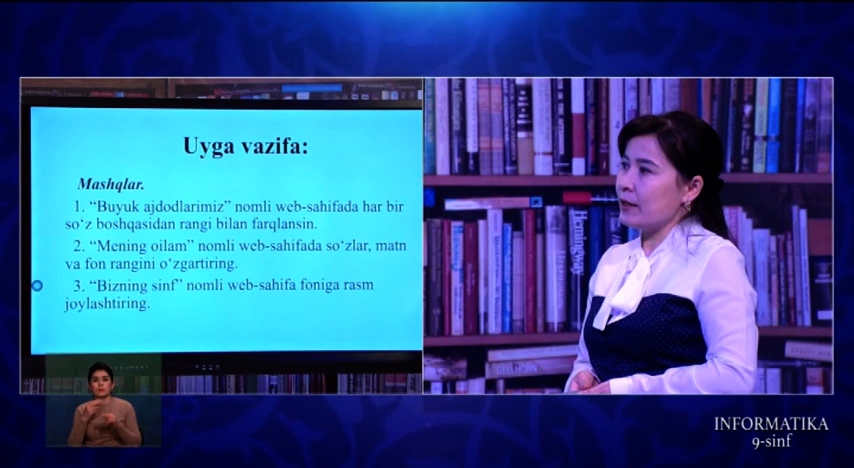 Uyga vazifa:
Mashqlar.
1. “Buyuk ajdodlarimiz” nomli web-sahifada har bir
so‘z boshqasidan rangi bilan farqlansin.
2. “Mening oilam” nomli web-sahifada so‘zlar, matn
va fon rangini o‘zgartiring.
3. “Bizning sinf” nomli web-sahifa foniga rasm
joylashtiring.
Hemingway
INFORMATIKA
9-sinf